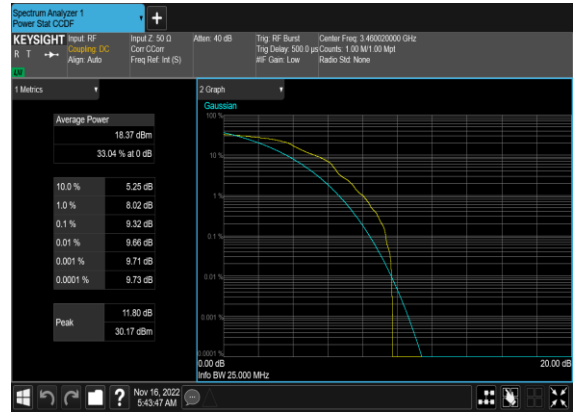 Spectrum Analyzer 1
Power Stat CCDF
+
KEYSIGHT
R T
LXI
Input: RF
Coupling: DC
Align: Auto
Input Z: 50 Ω
Corr CCorr
Freq Ref: Int (S)
Atten: 40 dB
Trig: RF Burst
Trig Delay: 500.0 µs
#IF Gain: Low
Center Freq: 3.460020000 GHz
Counts: 1.00 M/1.00 Mpt
Radio Std: None
1 Metrics
Average Power
18.37 dBm
33.04 % at 0 dB
10.0 % 5.25 dB
1.0 % 8.02 dB
0.1 % 9.32 dB
0.01 % 9.66 dB
0.001 % 9.71 dB
0.0001 % 9.73 dB
Peak
11.80 dB
30.17 dBm
2 Graph
Gaussian
100 %
10 %
1 %
0.1 %
0.01 %
0.001 %
0.0001 %
0.00 dB 20.00 dB
Info BW 25.000 MHz
?
Nov 16, 2022
5:43:47 AM